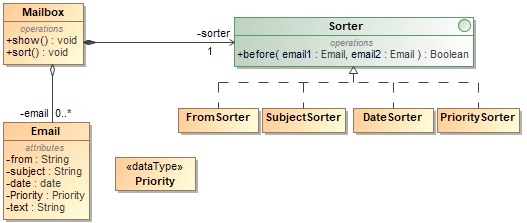 Mailbox
operations
+show() : void
+sort() : void
-sorter
1
Sorter
operations
+before( email1 : Email, email2 : Email ) : Boolean
-email
0..*
Email
attributes
-from : String
-subject : String
-date : date
-Priority : Priority
-text : String
«dataType»
Priority
FromSorter
SubjectSorter
DateSorter
PrioritySorter